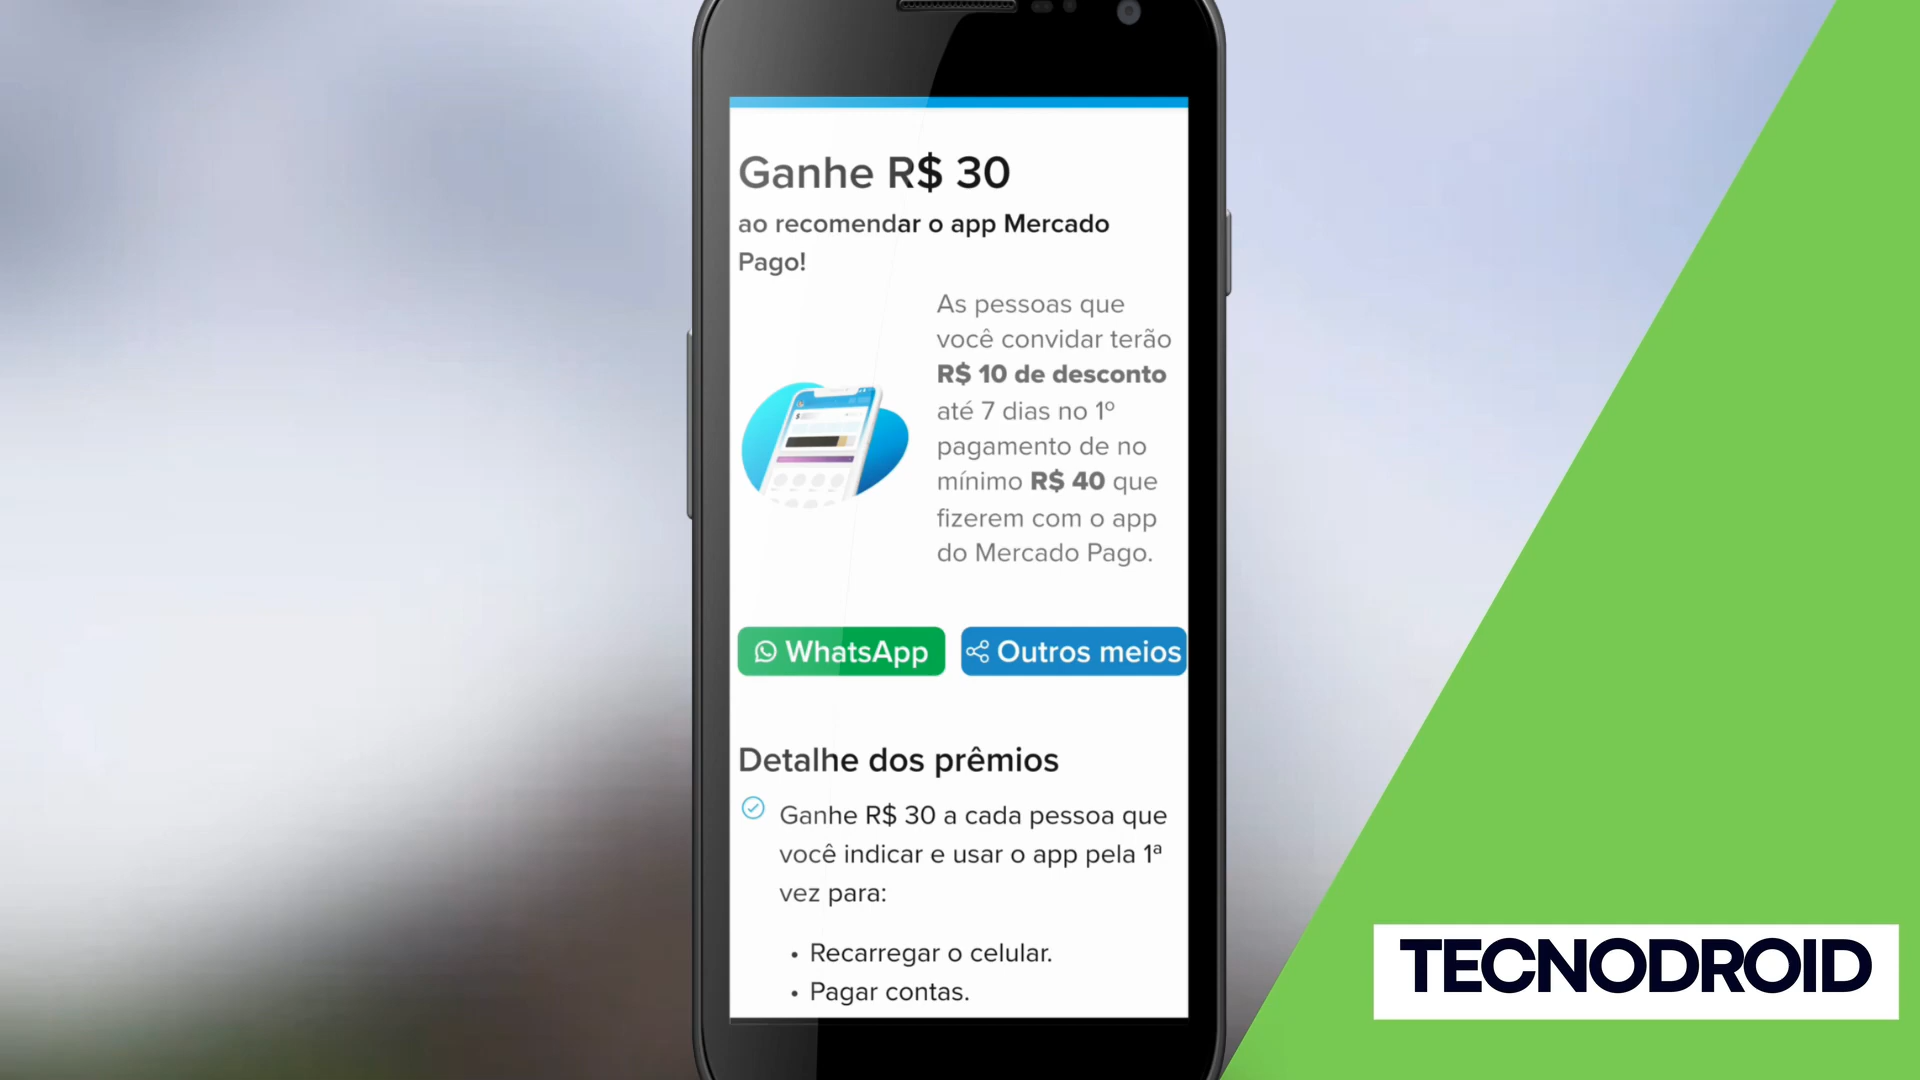 Ganhe R$ 30
ao recomendar o app Mercado
Pago!
As pessoas que
você convidar terão
R$ 10 de desconto
até 7 dias no 1º
pagamento de no
mínimo R$ 40 que
fizerem com o app
do Mercado Pago.
WhatsApp
Outros meios
Detalhe dos prêmios
Ganhe R$ 30 a cada pessoa que
você indicar e usar o app pela 1ª
vez para:
• Recarregar o celular.
• Pagar contas.
TECNODROID